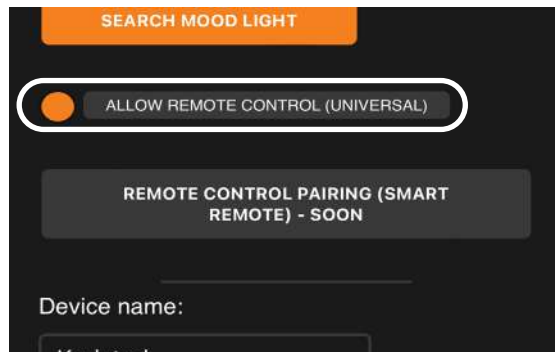 SEARCH MOOD LIGHT
ALLOW REMOTE CONTROL (UNIVERSAL)
REMOTE CONTROL PAIRING (SMART
REMOTE) - SOON
Device name: